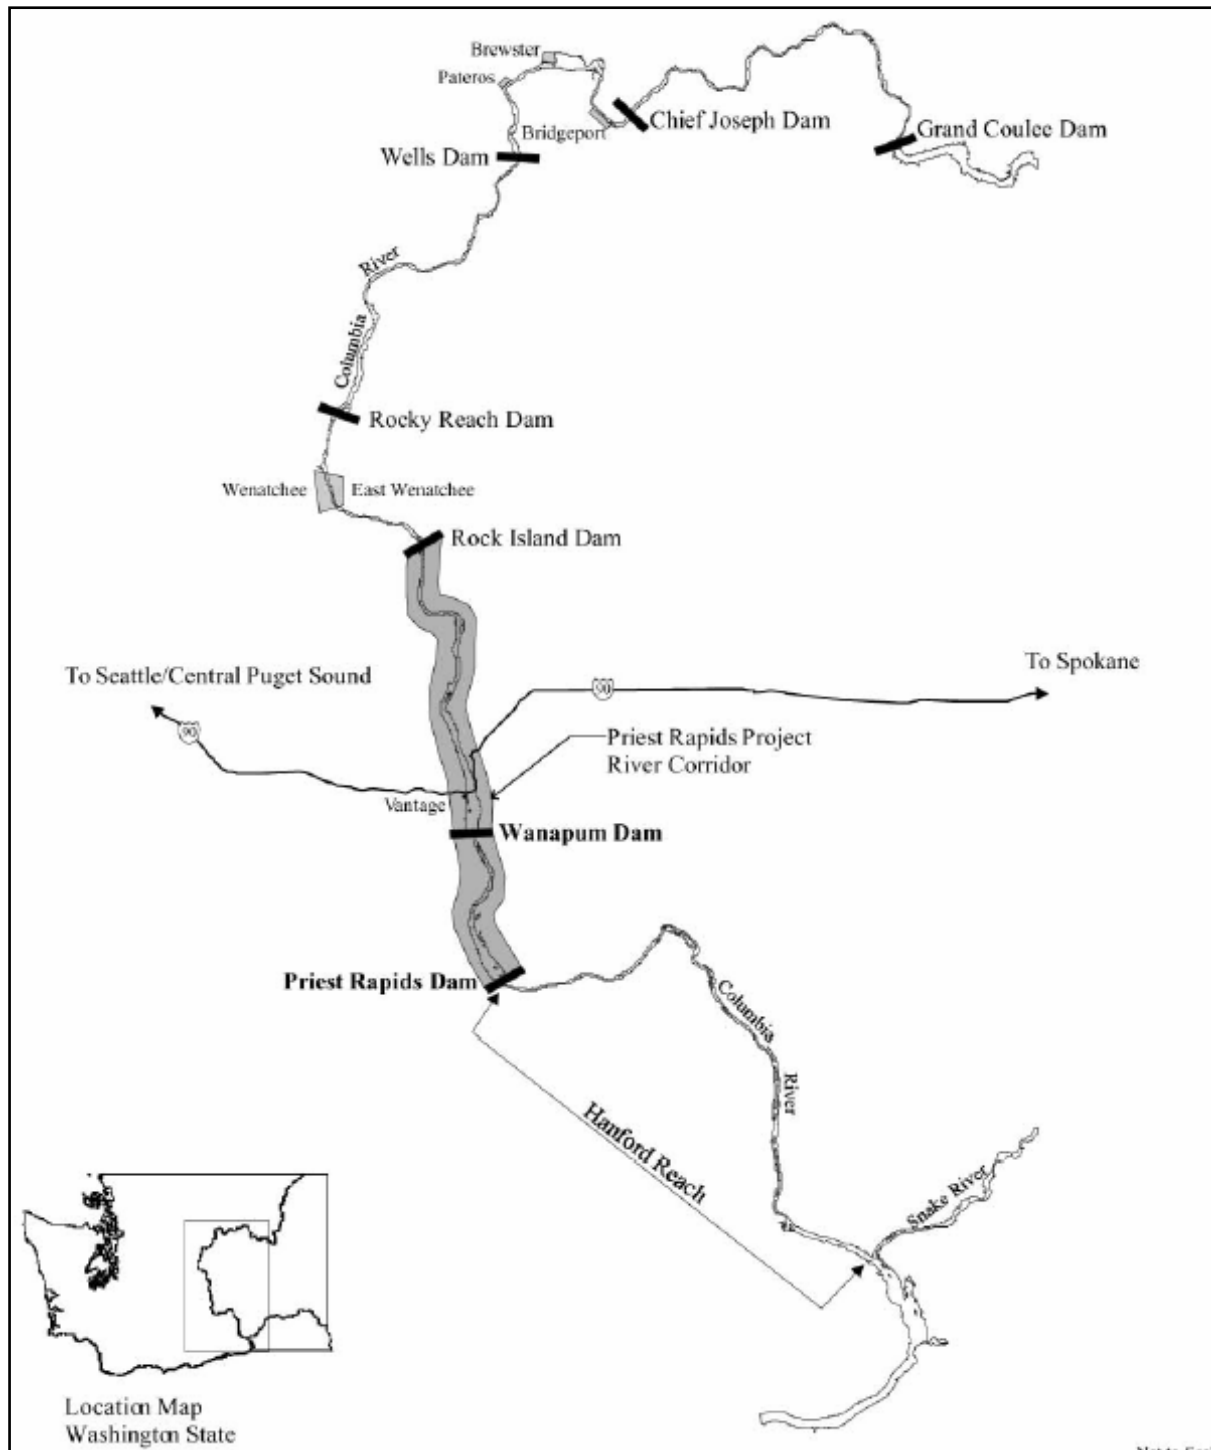 Brewster
Pateros
Bridgeport
Chief Joseph Dam
Grand Coulee Dam
Wells Dam
River
Columbia
Rocky Reach Dam
Wenatchee
East Wenatchee
Rock Island Dam
To Seattle/Central Puget Sound
To Spokane
90
90
Priest Rapids Project
River Corridor
Vantage
Wanapum Dam
Priest Rapids Dam
Columbia
River
Hanford Reach
Snake River
Location Map
Washington State